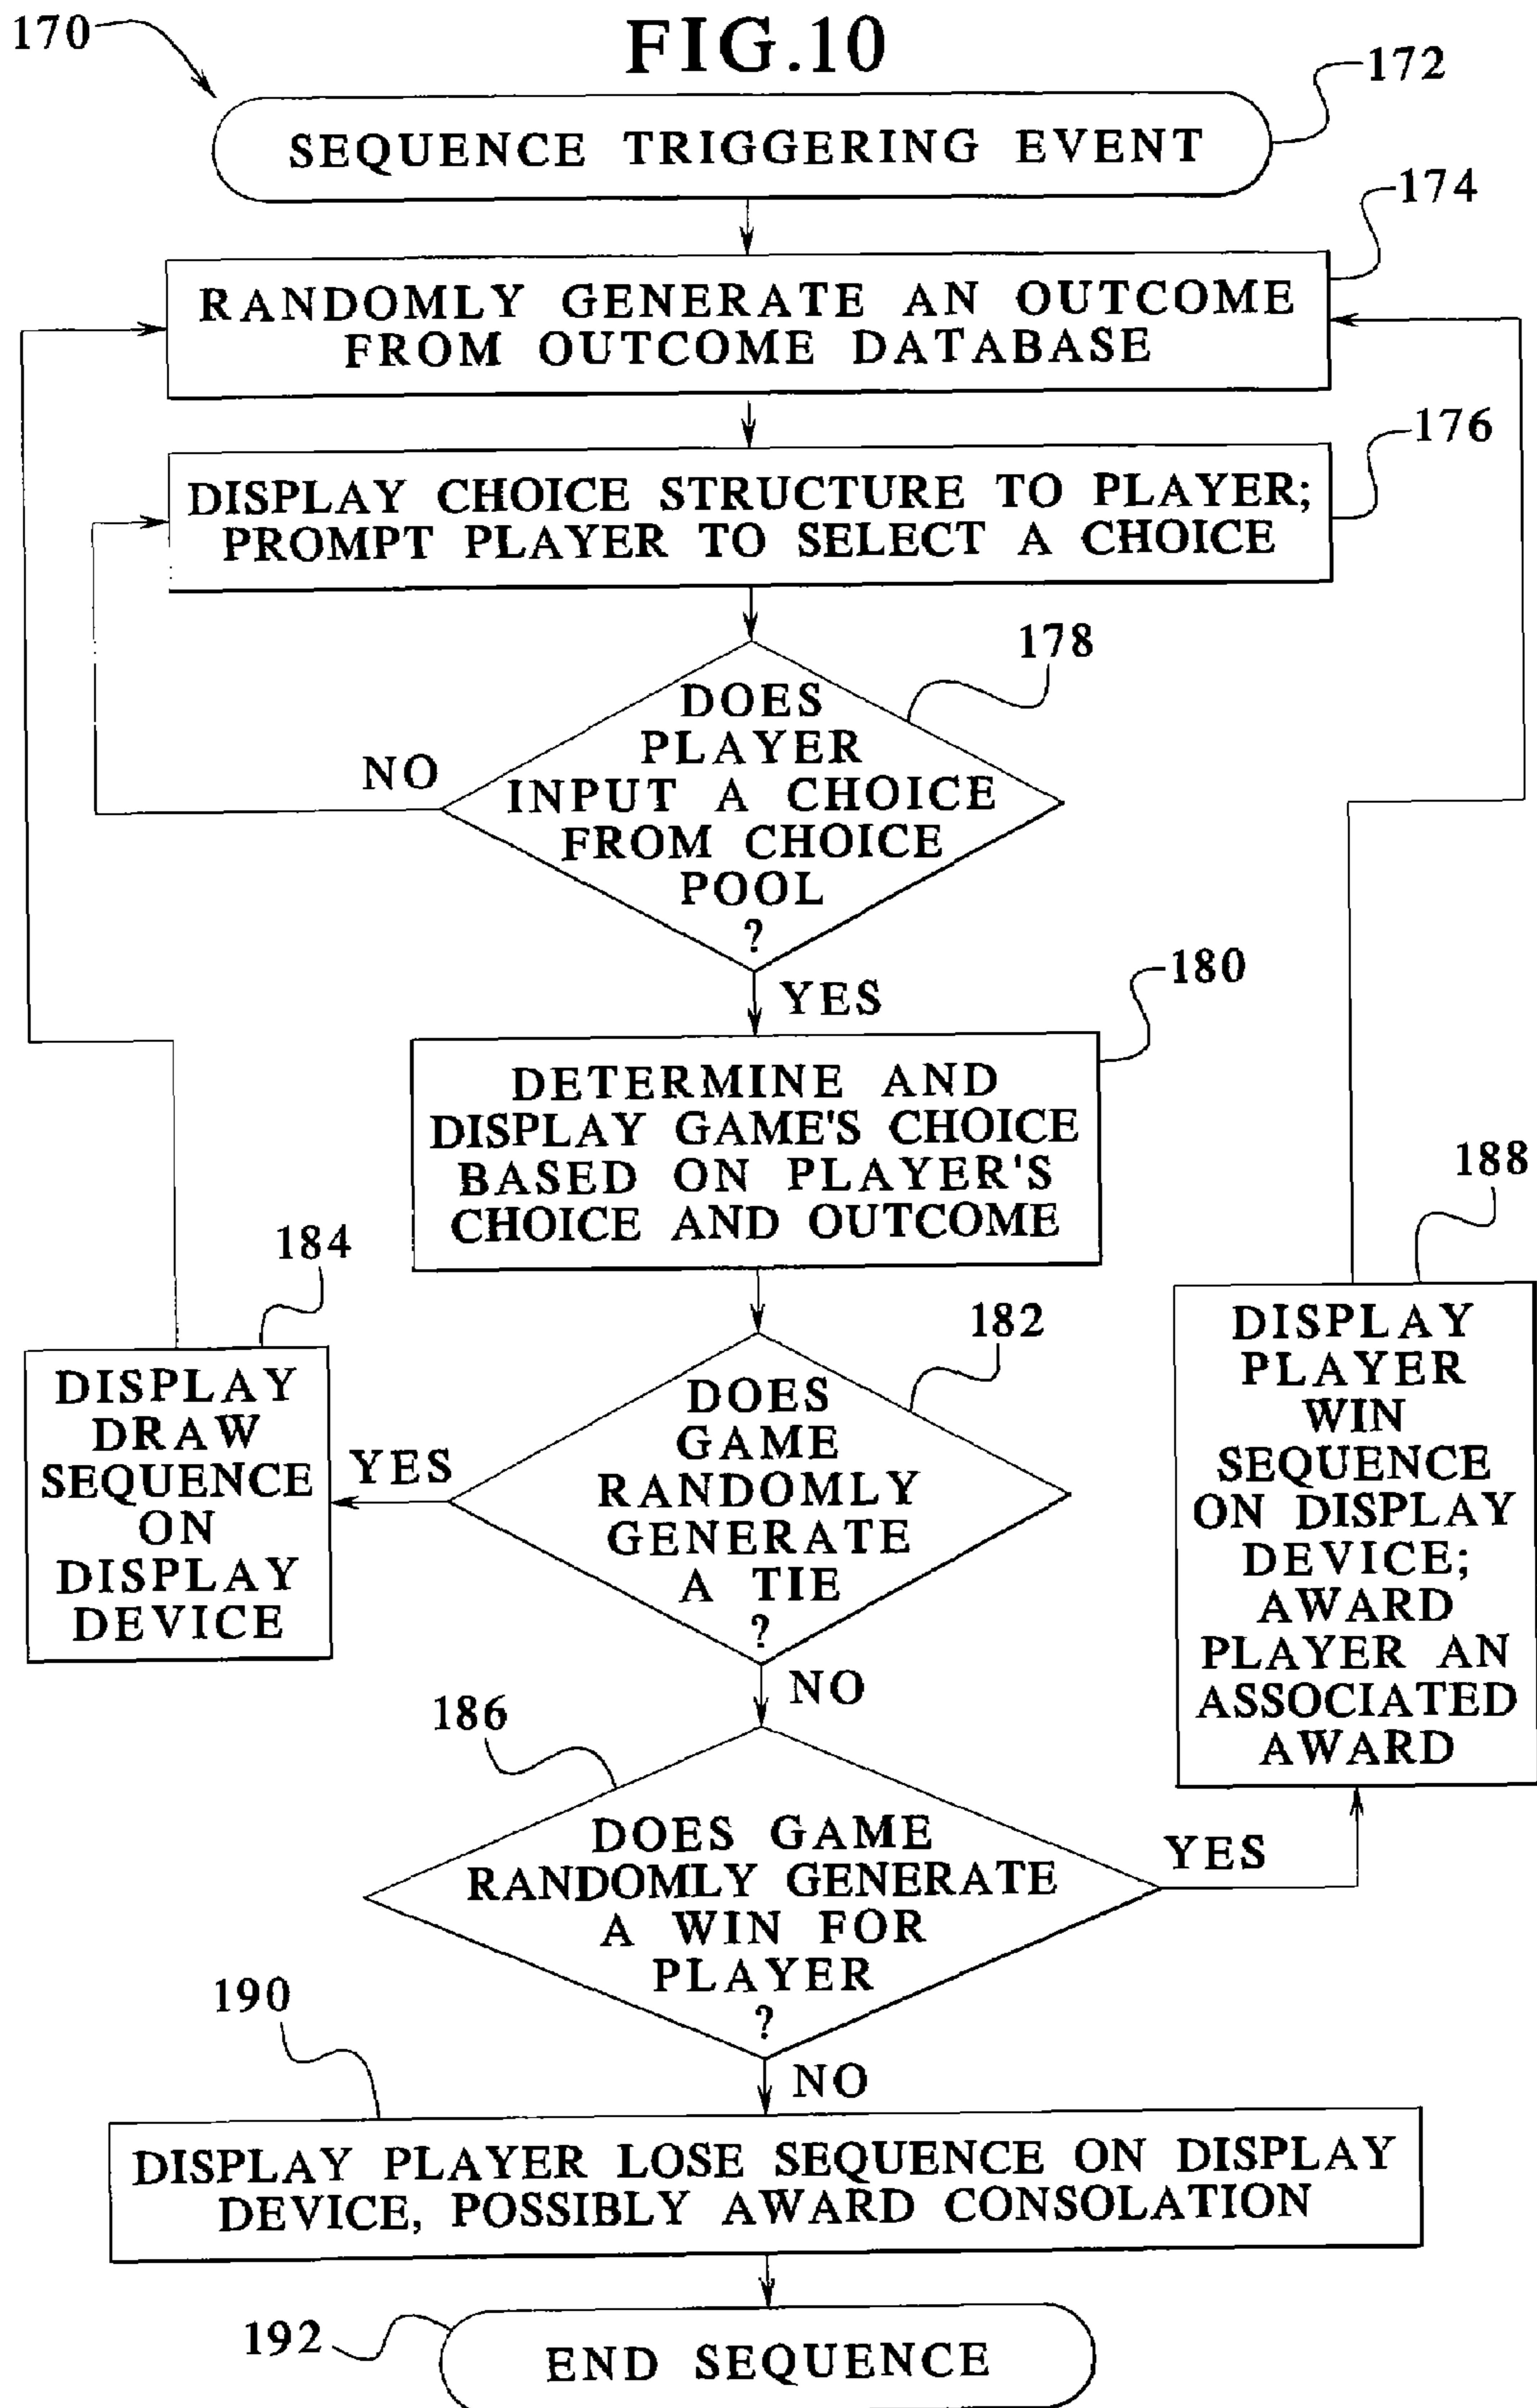 FIG.10
170
172
SEQUENCE TRIGGERING EVENT
174
RANDOMLY GENERATE AN OUTCOME
FROM OUTCOME DATABASE
176
DISPLAY CHOICE STRUCTURE TO PLAYER;
PROMPT PLAYER TO SELECT A CHOICE
178
DOES
PLAYER
INPUT A CHOICE
FROM CHOICE
POOL
?
NO
YES
180
DETERMINE AND
DISPLAY GAME'S CHOICE
BASED ON PLAYER'S
CHOICE AND OUTCOME
182
DOES
GAME
RANDOMLY
GENERATE
A TIE
?
YES
184
DISPLAY
DRAW
SEQUENCE
ON
DISPLAY
DEVICE
NO
186
DOES GAME
RANDOMLY GENERATE
A WIN FOR
PLAYER
?
YES
188
DISPLAY
PLAYER
WIN
SEQUENCE
ON DISPLAY
DEVICE;
AWARD
PLAYER AN
ASSOCIATED
AWARD
NO
190
DISPLAY PLAYER LOSE SEQUENCE ON DISPLAY
DEVICE, POSSIBLY AWARD CONSOLATION
192
END SEQUENCE